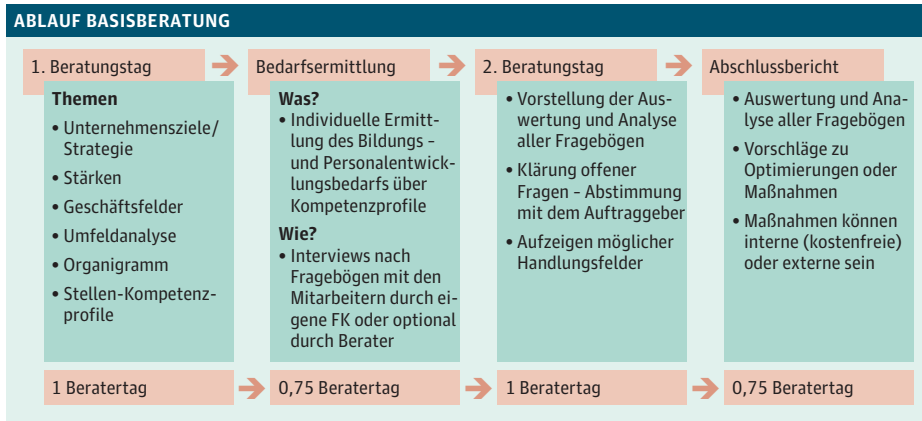 ABLAUF BASISBERATUNG
1. Beratungstag
Themen
• Unternehmensziele/
Strategie
• Stärken
• Geschäftsfelder
• Umfeldanalyse
• Organigramm
• Stellen-Kompetenz-
profile
1 Beratertag
Bedarfsermittlung
Was?
• Individuelle Ermitt-
lung des Bildungs -
und Personalentwick-
lungsbedarfs über
Kompetenzprofile
Wie?
• Interviews nach
Fragebögen mit den
Mitarbeitern durch ei-
gene FK oder optional
durch Berater
0,75 Beratertag
2. Beratungstag
• Vorstellung der Aus-
wertung und Analyse
aller Fragebögen
• Klärung offener
Fragen – Abstimmung
mit dem Auftraggeber
• Aufzeigen möglicher
Handlungsfelder
1 Beratertag
Abschlussbericht
• Auswertung und Ana-
lyse aller Fragebögen
• Vorschläge zu
Optimierungen oder
Maßnahmen
• Maßnahmen können
interne (kostenfreie)
oder externe sein
0,75 Beratertag